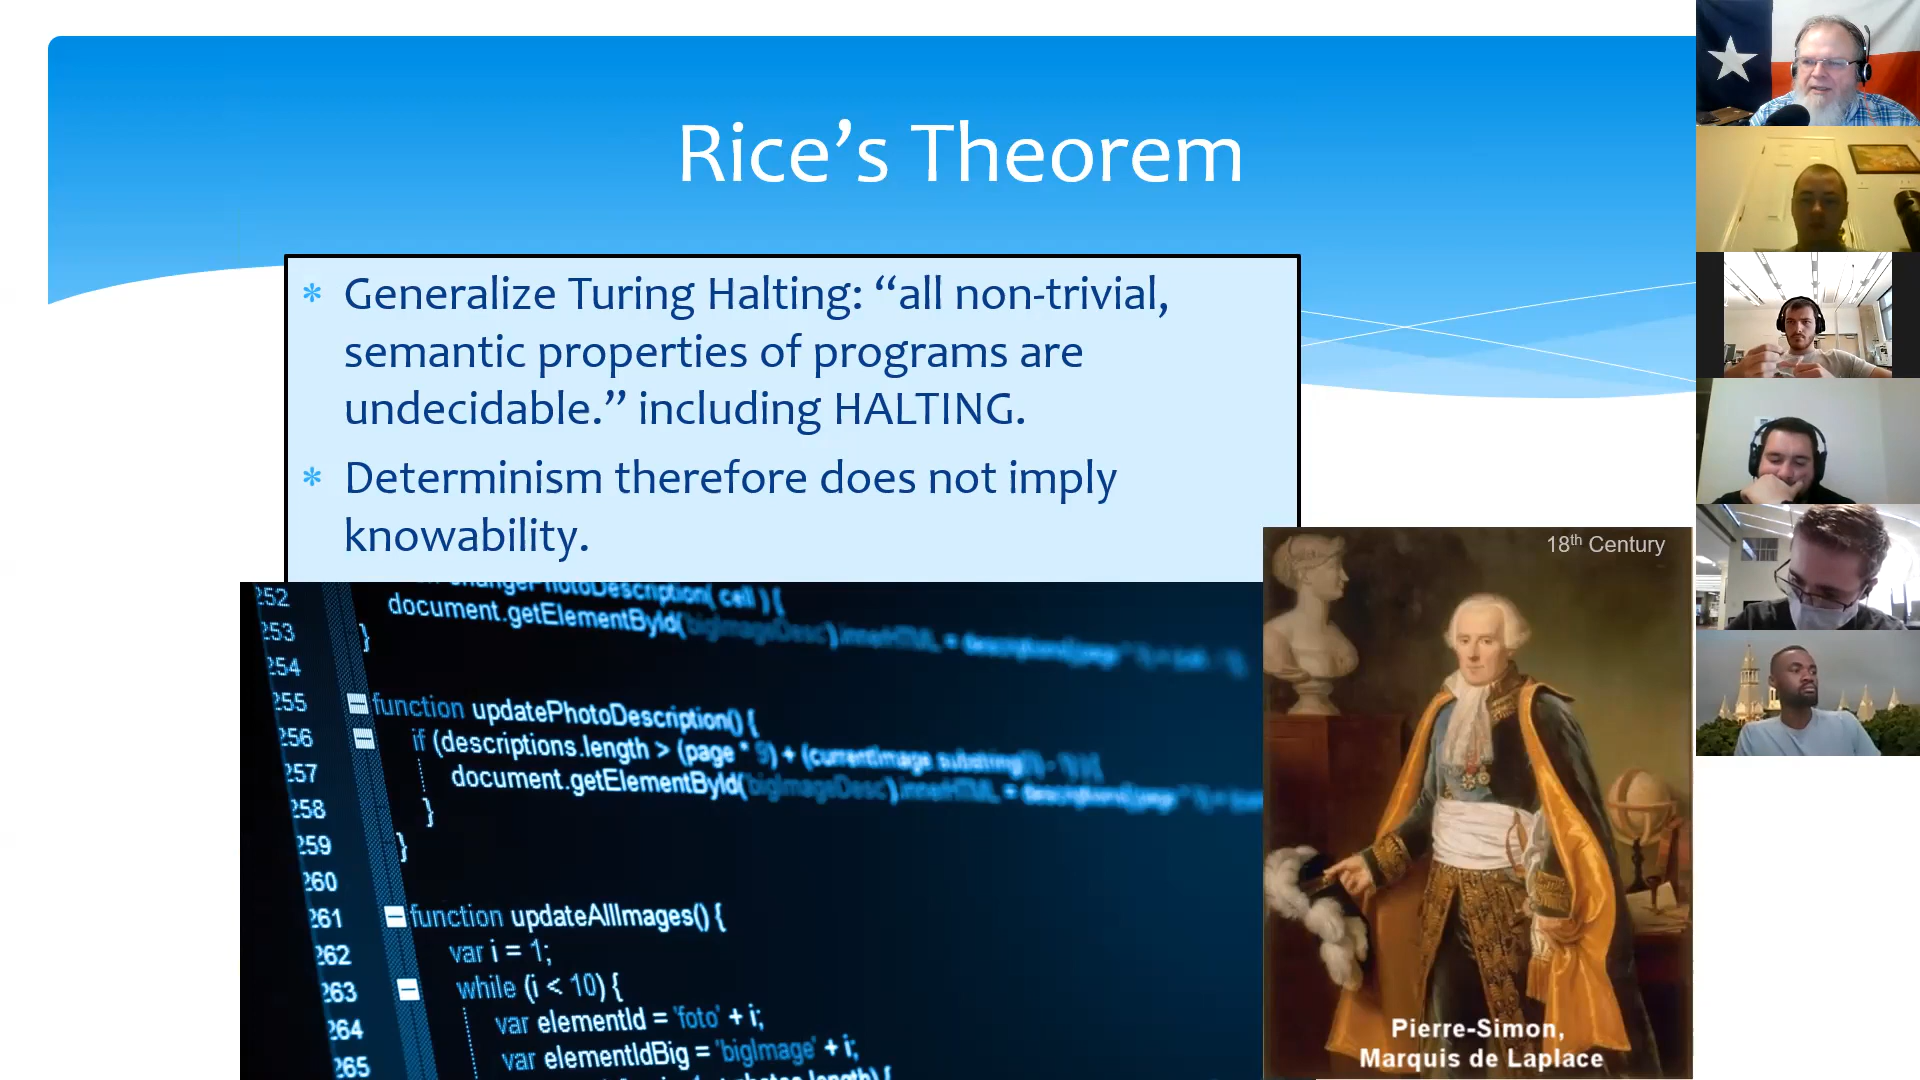 Rice’s Theorem
* Generalize Turing Halting: “all non-trivial,
semantic properties of programs are
undecidable.” including HALTING.
* Determinism therefore does not imply
knowability.
252
253 document.getElementById(
}
254
255 function updatePhotoDescription() {
256 if (descriptions.length > (page *
257 document.getElementById(
258 }
259 }
260
261 function updateAllImages() {
262 var i = 1;
263 while (i < 10) {
264 var elementId = 'foto' + i;
265 var elementIdBig = 'bigImage' + i;
18th Century
Pierre-Simon,
Marquis de Laplace